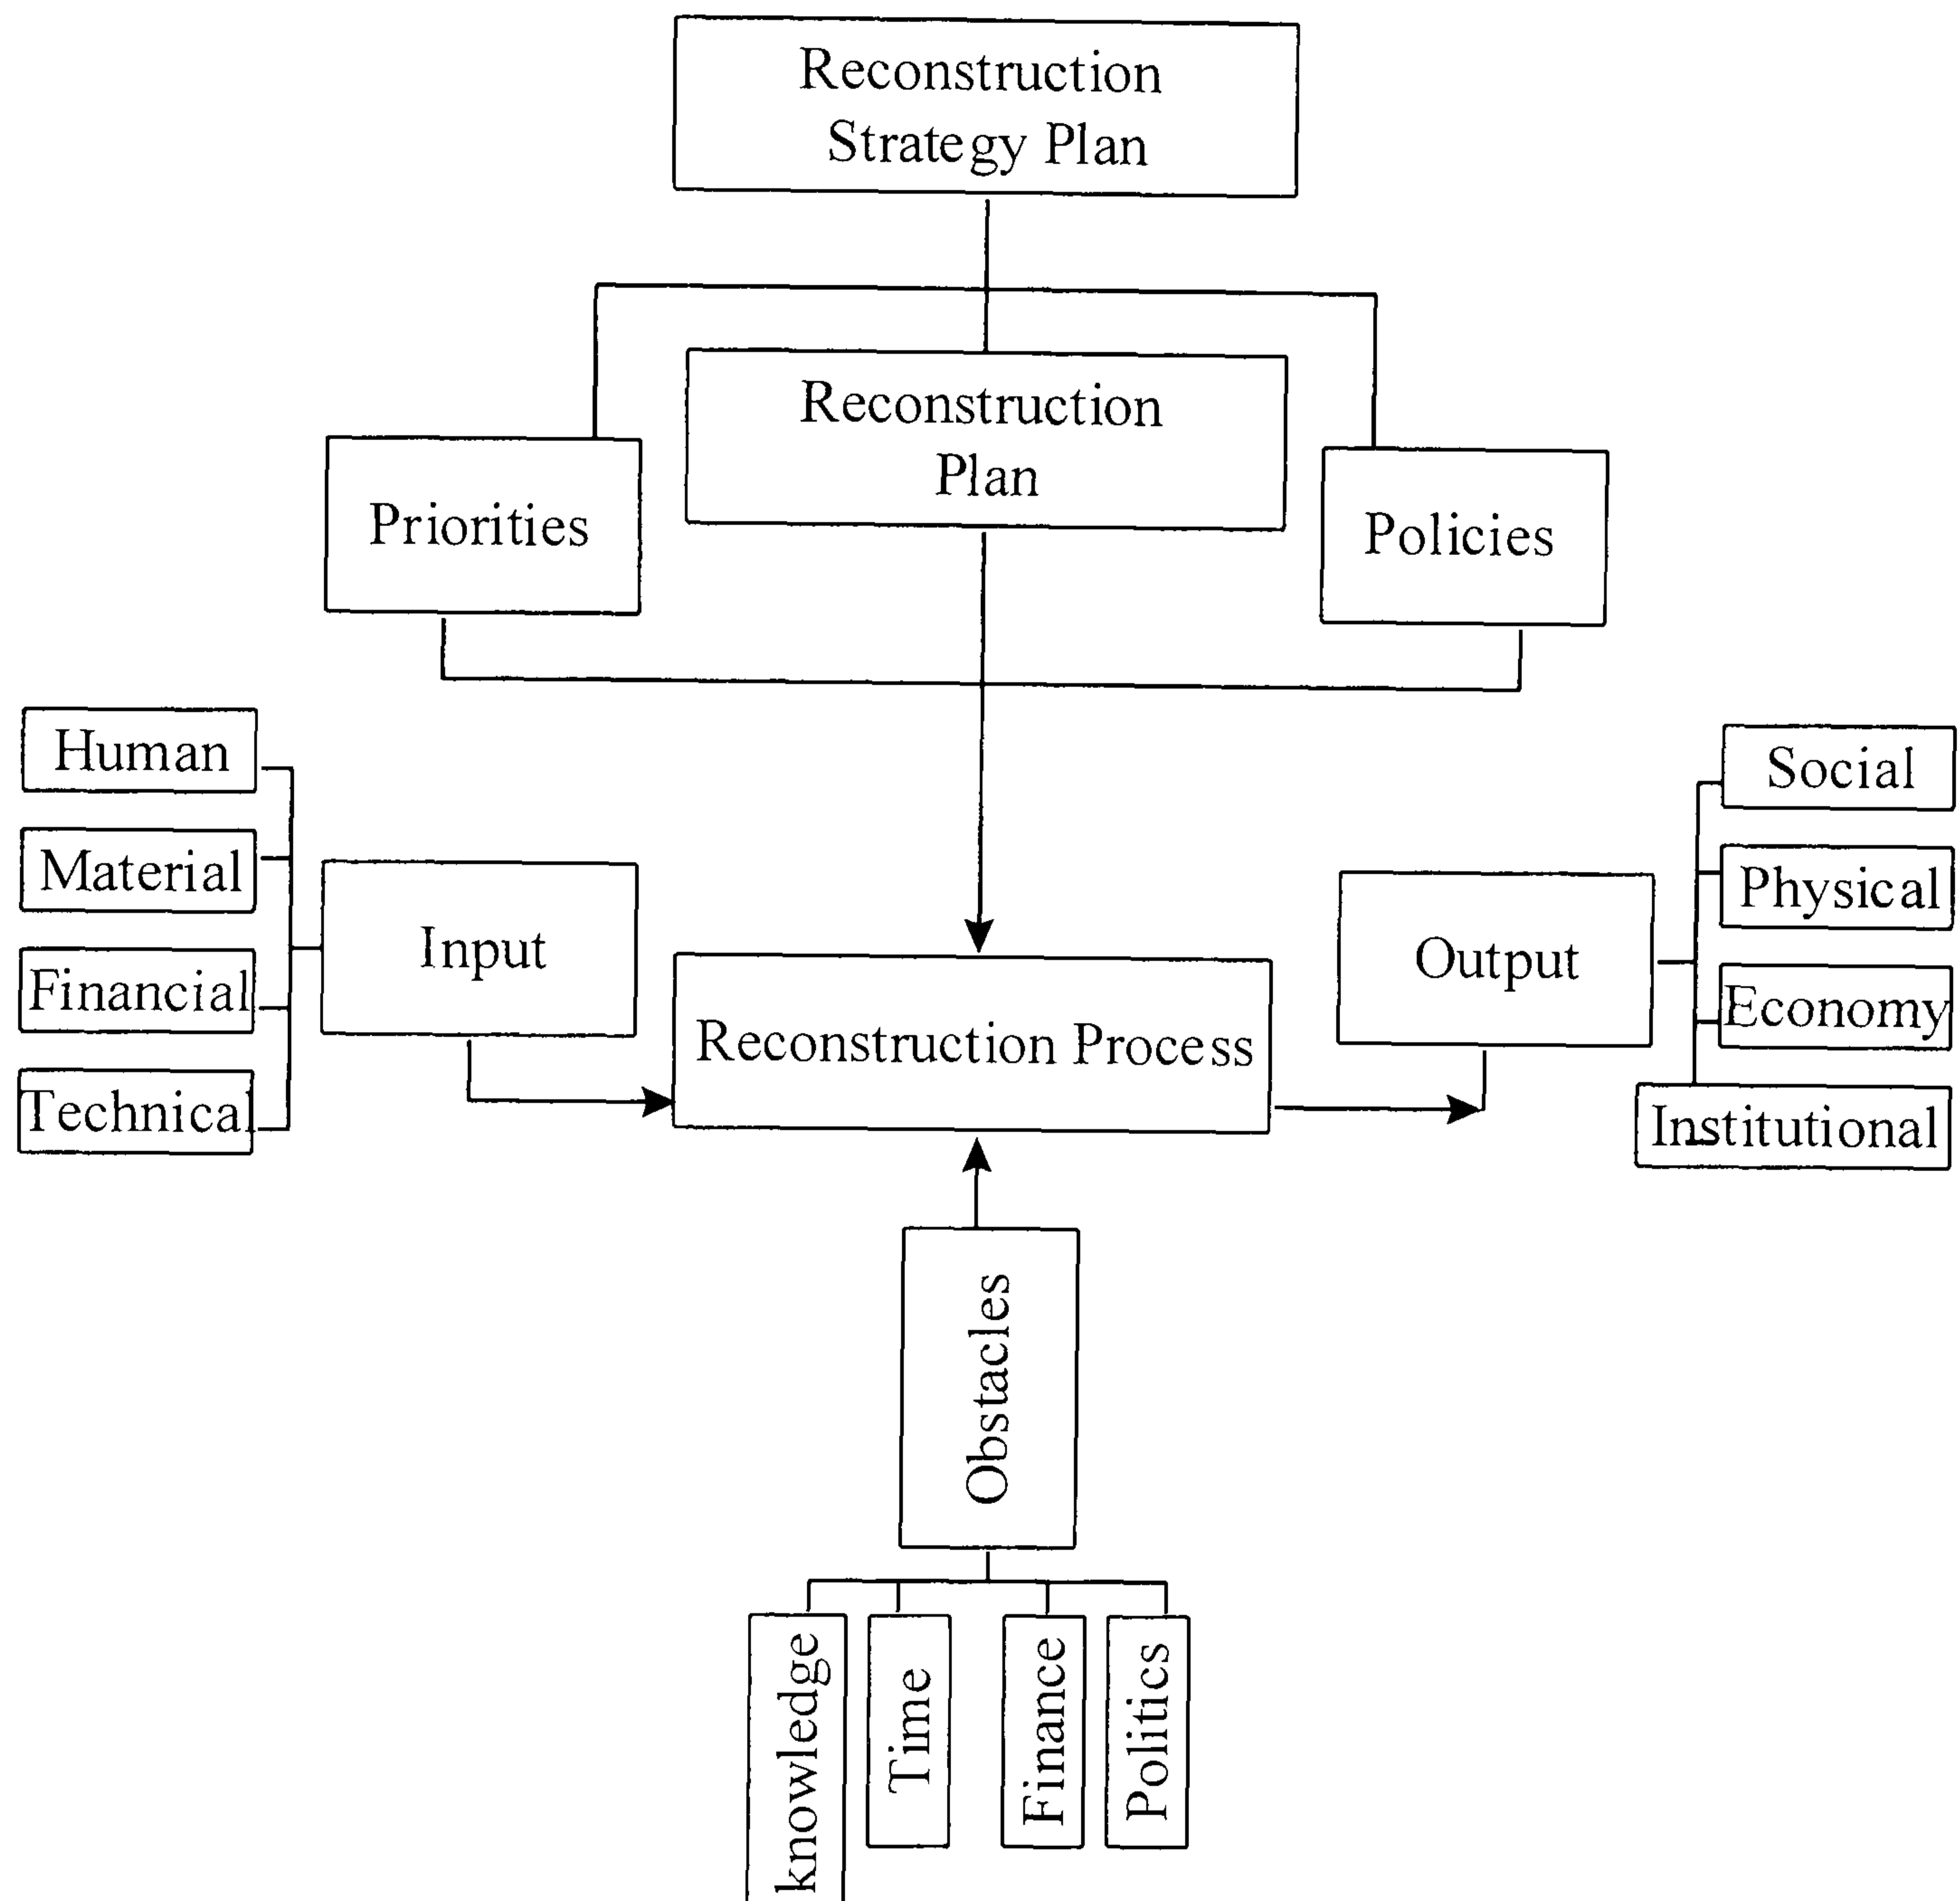 Reconstruction
Strategy Plan
Reconstruction
Plan
Priorities
Policies
Human
Material
Financial
Technical
Input
Reconstruction Process
Output
Social
Physical
Economy
Institutional
Obstacles
knowledge
Time
Finance
Politics